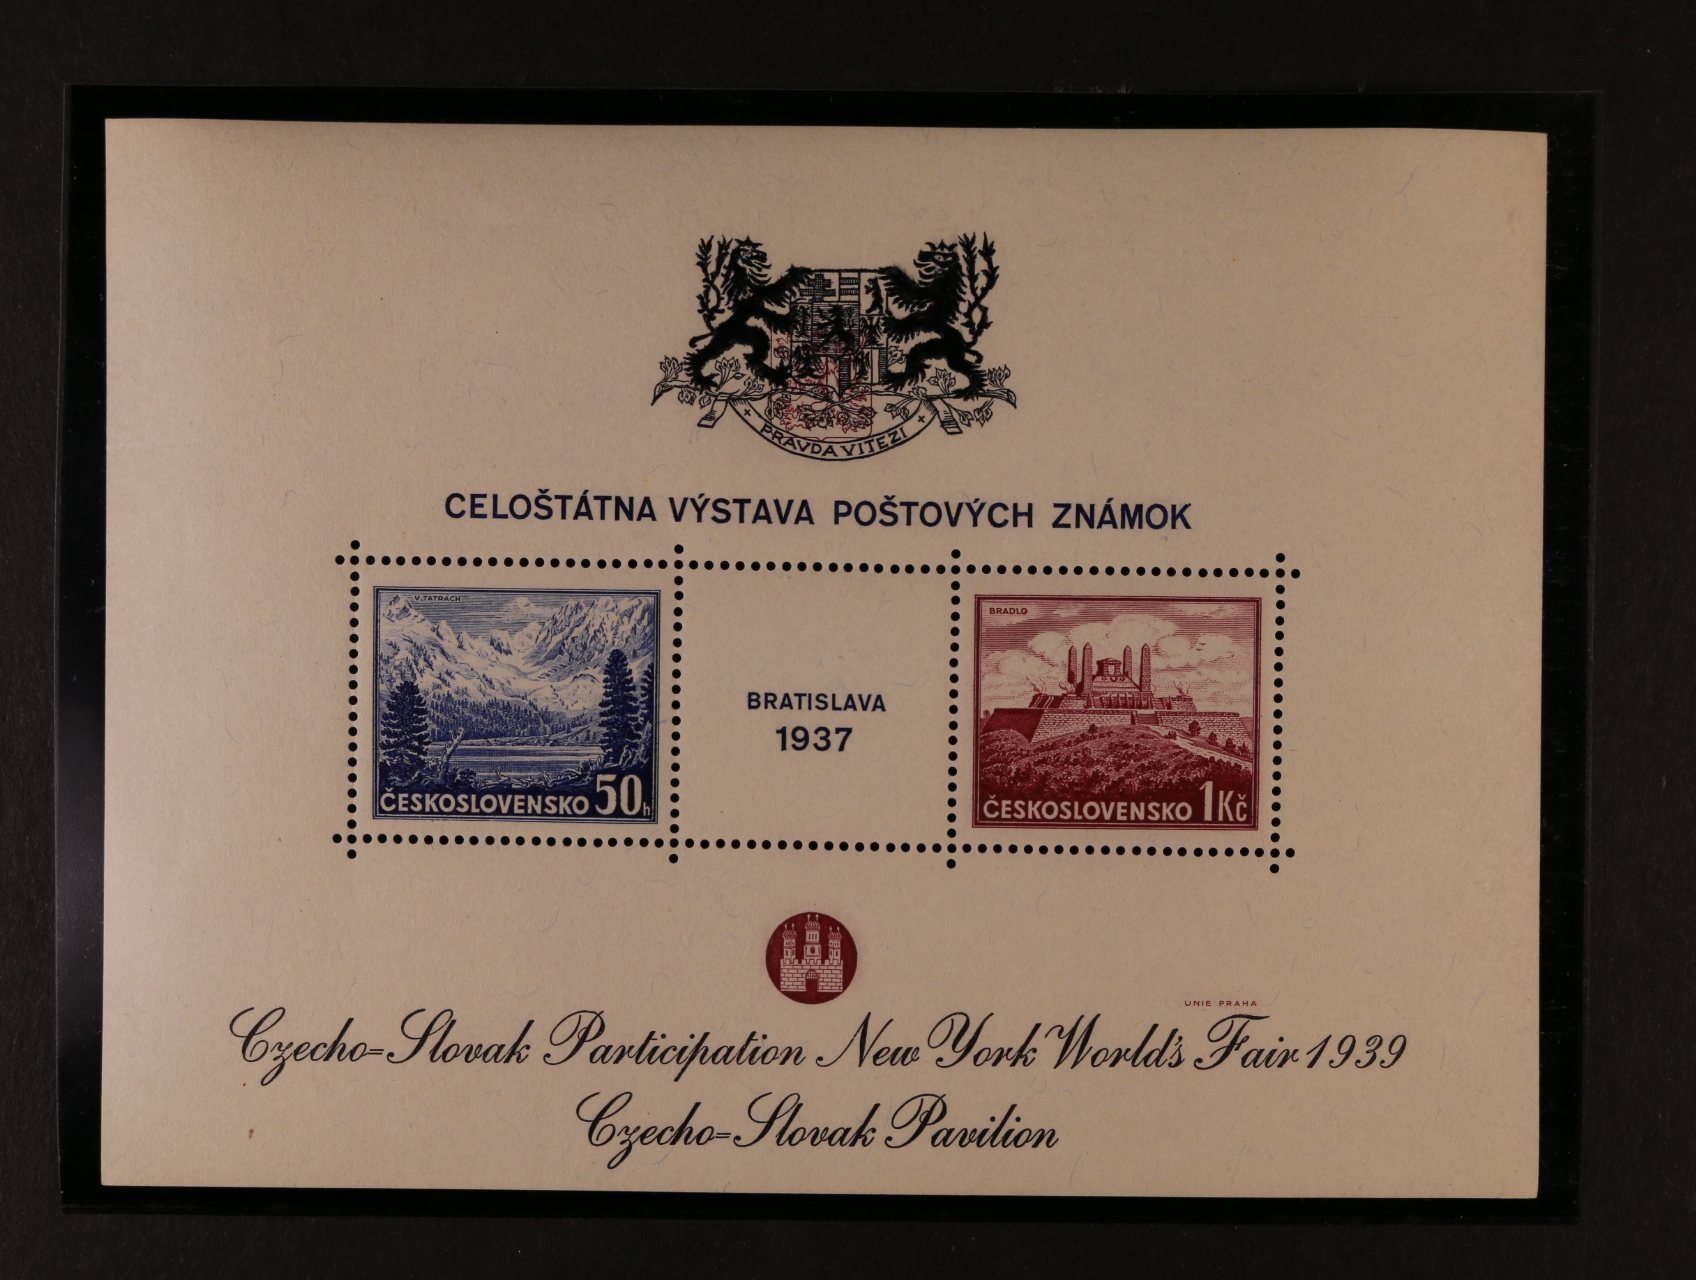 PRAVDA VÍTĚZÍ
CELOŠTÁTNA VÝSTAVA POŠTOVÝCH ZNÁMOK
V TATRÁCH
ČESKOSLOVENSKO 50h
BRATISLAVA
1937
BRADLO
ČESKOSLOVENSKO 1Kč
UNIE PRAHA
Czecho=Slovak Participation New York World's Fair 1939
Czecho=Slovak Pavilion